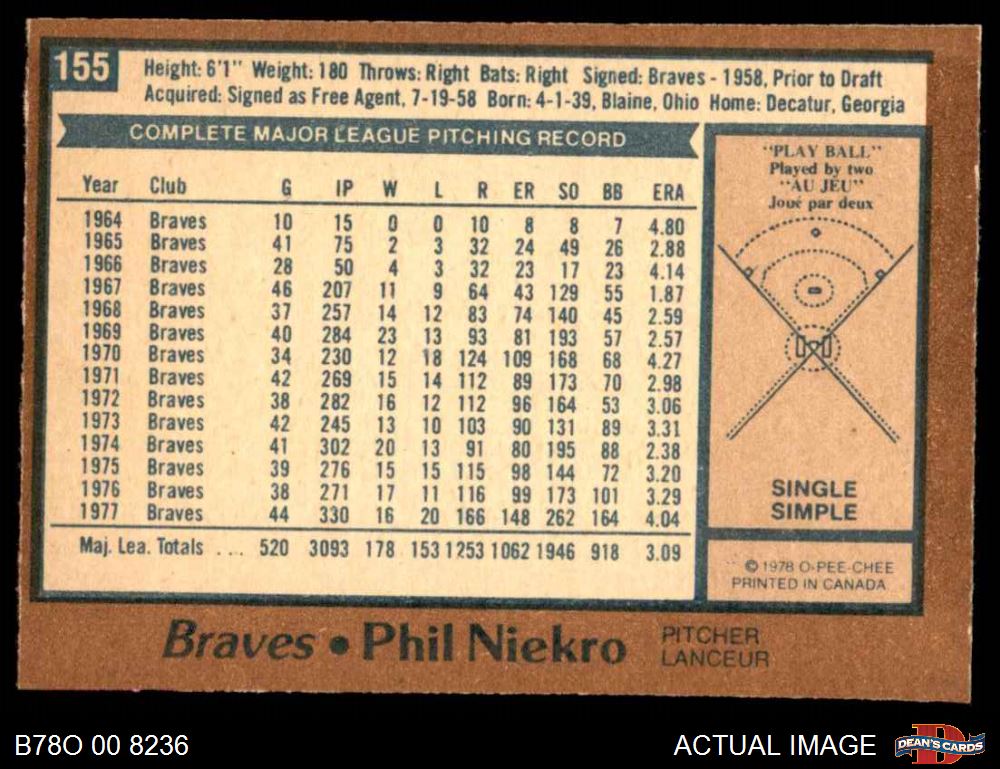 155
Height: 6'1" Weight: 180 Throws: Right Bats: Right Signed: Braves - 1958, Prior to Draft
Acquired: Signed as Free Agent, 7-19-58 Born: 4-1-39, Blaine, Ohio Home: Decatur, Georgia
COMPLETE MAJOR LEAGUE PITCHING RECORD
Year Club G IP W L R ER SO BB ERA
1964 Braves 10 15 0 0 10 8 8 7 4.80
1965 Braves 41 75 2 3 32 24 49 26 2.88
1966 Braves 28 50 4 3 32 23 17 23 4.14
1967 Braves 46 207 11 9 64 43 129 55 1.87
1968 Braves 37 257 14 12 83 74 140 45 2.59
1969 Braves 40 284 23 13 93 81 193 57 2.57
1970 Braves 34 230 12 18 124 109 168 68 4.27
1971 Braves 42 269 15 14 112 89 173 70 2.98
1972 Braves 38 282 16 12 112 96 164 53 3.06
1973 Braves 42 245 13 10 103 90 131 89 3.31
1974 Braves 41 302 20 13 91 80 195 88 2.38
1975 Braves 39 276 15 15 115 98 144 72 3.20
1976 Braves 38 271 17 11 116 99 173 101 3.29
1977 Braves 44 330 16 20 166 148 262 164 4.04
Maj. Lea. Totals .... 520 3093 178 153 1253 1062 1946 918 3.09
"PLAY BALL"
Played by two
"AU JEU"
Joué par deux
SINGLE
SIMPLE
© 1978 O-PEE-CHEE
PRINTED IN CANADA
Braves • Phil Niekro
PITCHER
LANCEUR
B78O 00 8236
ACTUAL IMAGE
D
DEAN'S CARDS